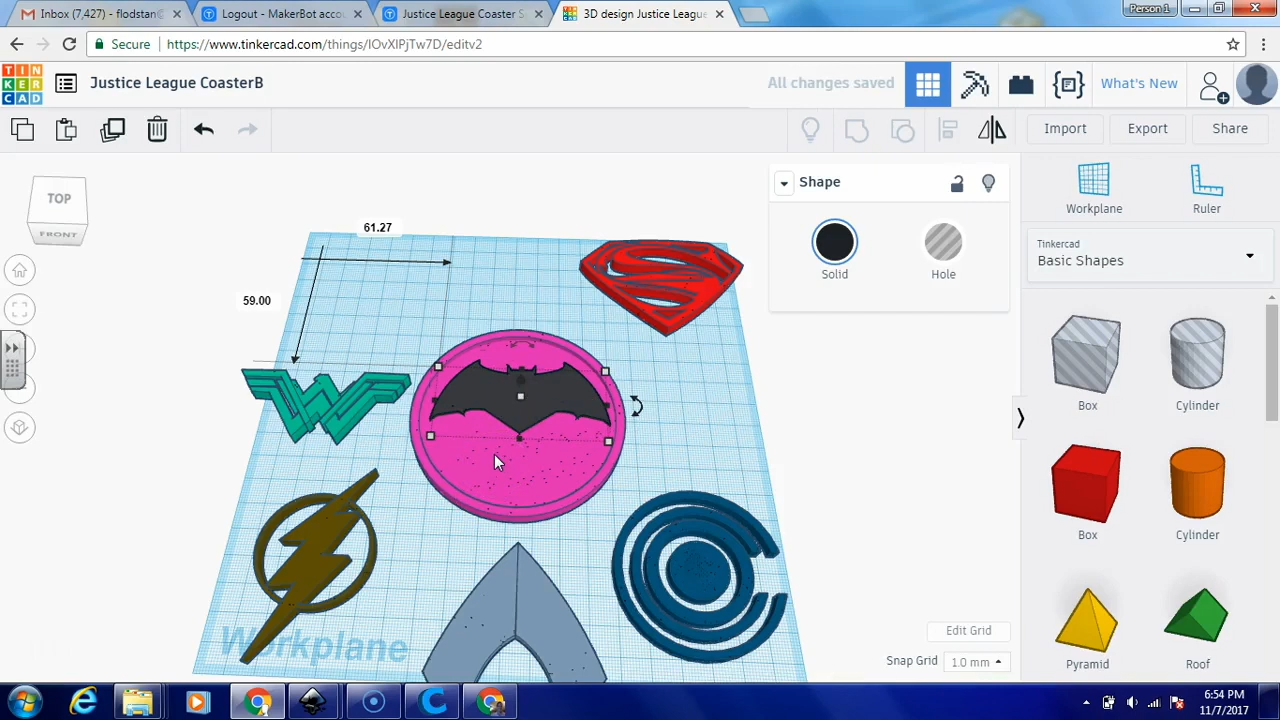 Inbox (7,427) - flodstan@
Logout - MakerBot accou
Justice League Coaster S
3D design Justice League
Person 1
Secure
https://www.tinkercad.com/things/IOvXIPjTw7D/editv2
TIN
KER
CAD
Justice League CoasterB
All changes saved
What's New
Import
Export
Share
TOP
FRONT
61.27
59.00
Shape
Solid
Hole
Workplane
Ruler
Tinkercad
Basic Shapes
Box
Cylinder
Box
Cylinder
Pyramid
Roof
Workplane
Edit Grid
Snap Grid
1.0 mm
6:54 PM
11/7/2017